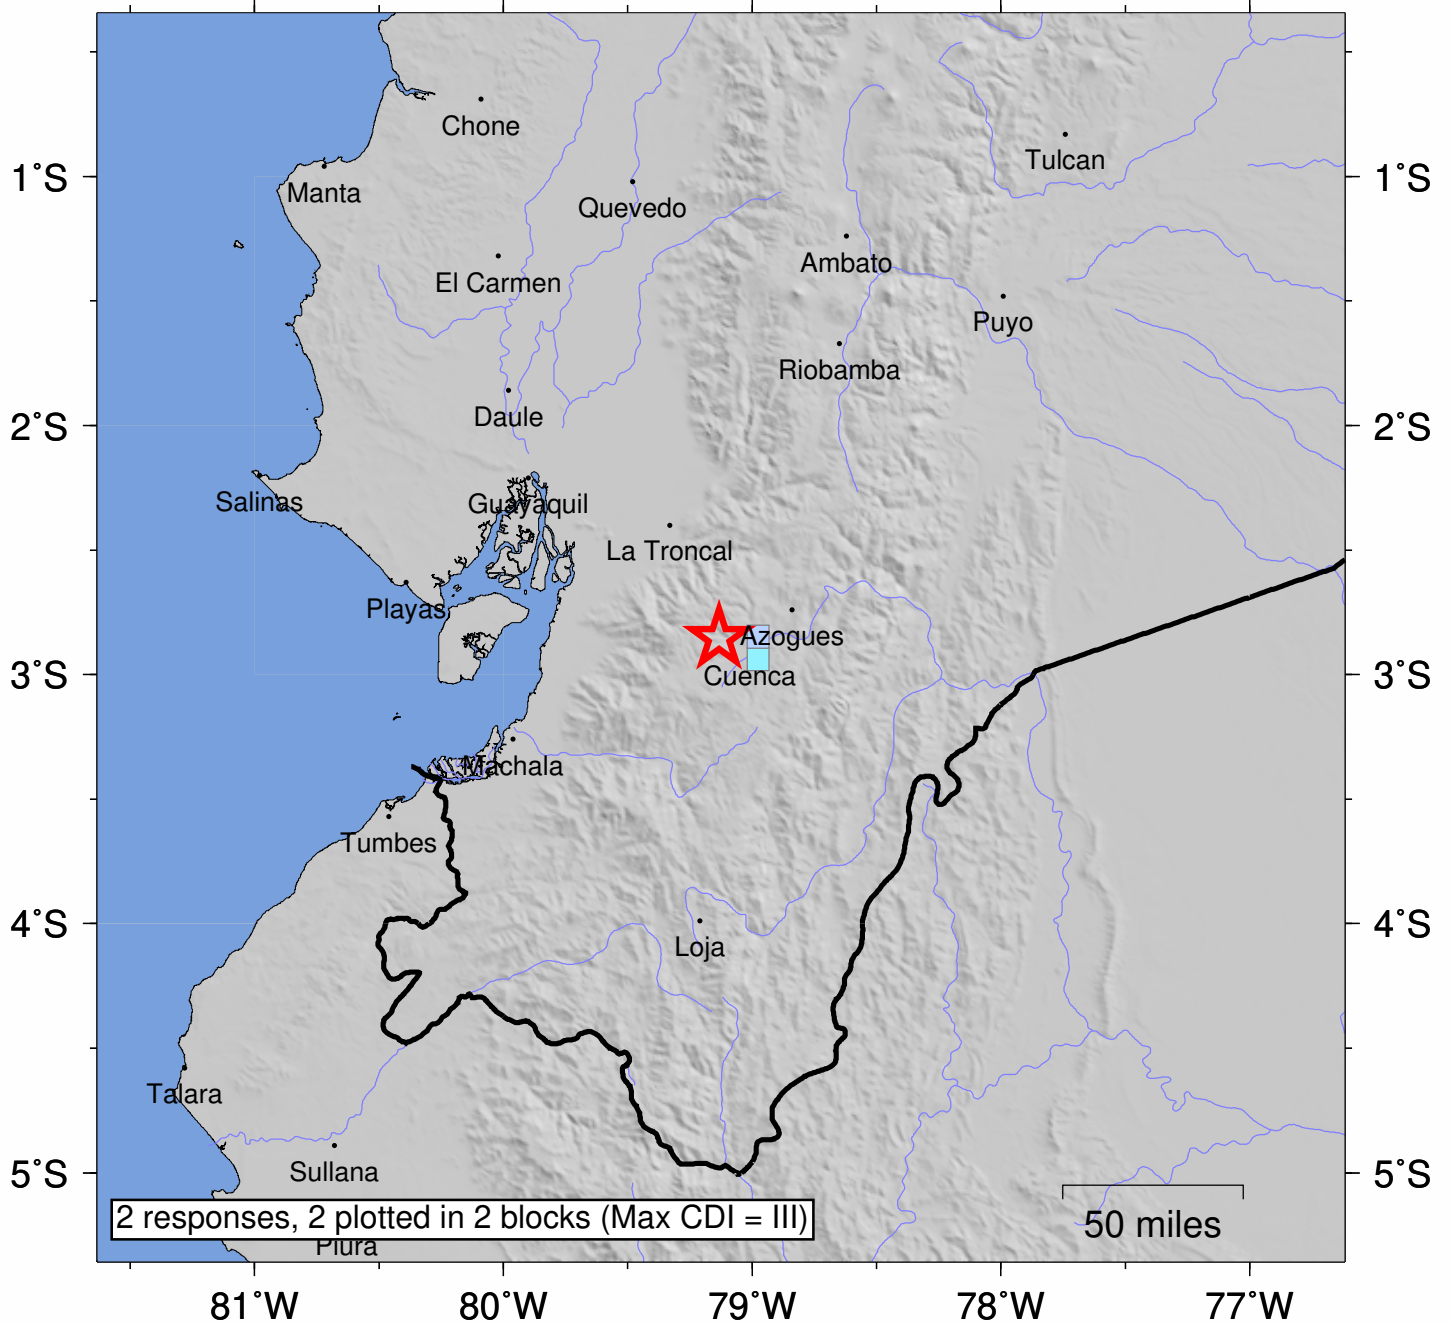 Chone
Tulcan
1°S
1°S
Manta
Quevedo
Ambato
El Carmen
Puyo
Riobamba
Daule
2°S
2°S
Salinas
Guayaquil
La Troncal
Playas
Azogues
3°S
Cuenca
3°S
Machala
Tumbes
4°S
4°S
Loja
Talara
Sullana
5°S
5°S
2 responses, 2 plotted in 2 blocks (Max CDI = III)
50 miles
Piura
81°W
80°W
79°W
78°W
77°W